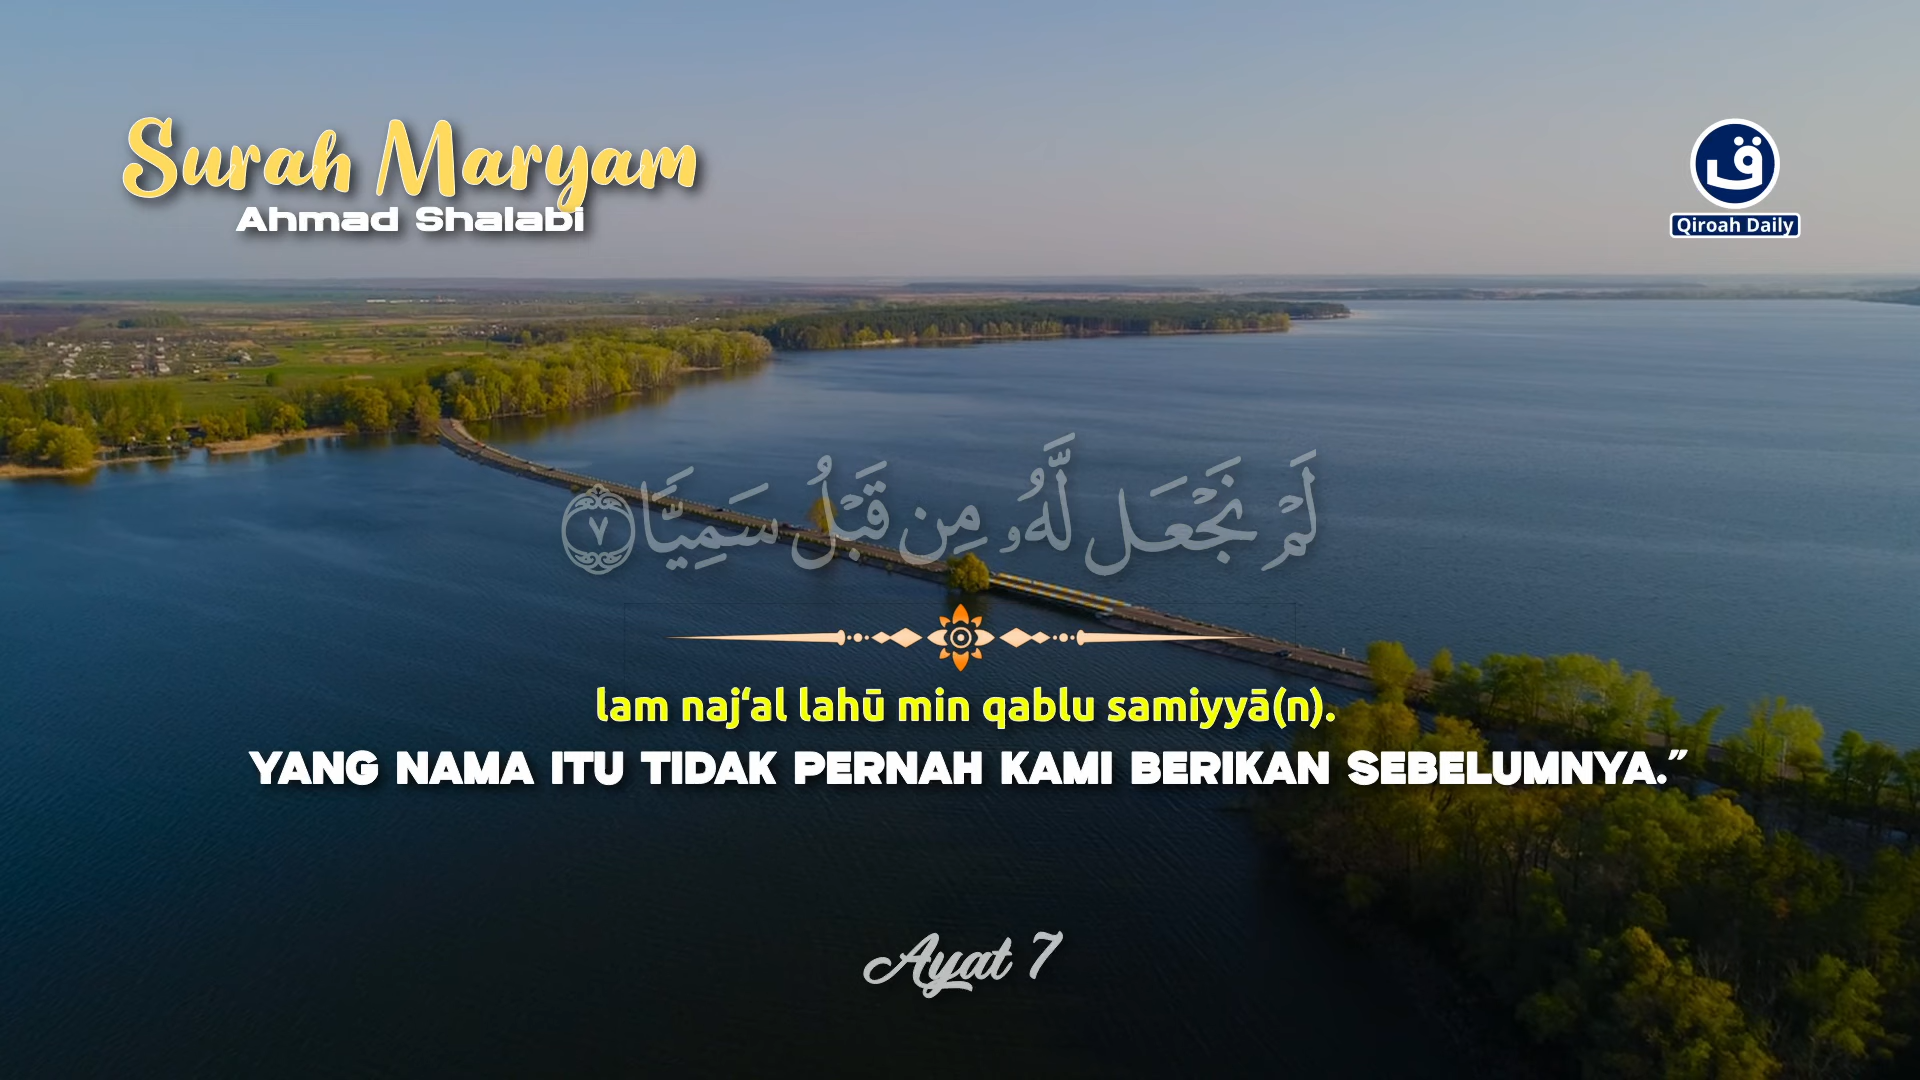 Surah Maryam
Ahmad Shalabi
ق
Qiroah Daily
لَمْ نَجْعَل لَّهُۥ مِن قَبْلُ سَمِيًّا ٧
lam naj‘al lahū min qablu samiyyā(n).
YANG NAMA ITU TIDAK PERNAH KAMI BERIKAN SEBELUMNYA.”
Ayat 7